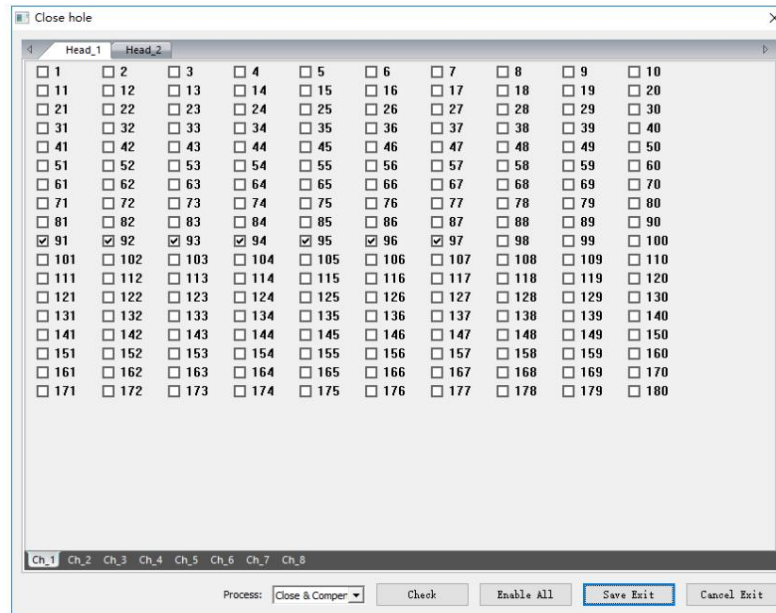 Close hole
Head_1 Head_2
1 2 3 4 5 6 7 8 9 10
11 12 13 14 15 16 17 18 19 20
21 22 23 24 25 26 27 28 29 30
31 32 33 34 35 36 37 38 39 40
41 42 43 44 45 46 47 48 49 50
51 52 53 54 55 56 57 58 59 60
61 62 63 64 65 66 67 68 69 70
71 72 73 74 75 76 77 78 79 80
81 82 83 84 85 86 87 88 89 90
91 92 93 94 95 96 97 98 99 100
101 102 103 104 105 106 107 108 109 110
111 112 113 114 115 116 117 118 119 120
121 122 123 124 125 126 127 128 129 130
131 132 133 134 135 136 137 138 139 140
141 142 143 144 145 146 147 148 149 150
151 152 153 154 155 156 157 158 159 160
161 162 163 164 165 166 167 168 169 170
171 172 173 174 175 176 177 178 179 180
Ch_1 Ch_2 Ch_3 Ch_4 Ch_5 Ch_6 Ch_7 Ch_8
Process: Close & Comper Check Enable All Save Exit Cancel Exit